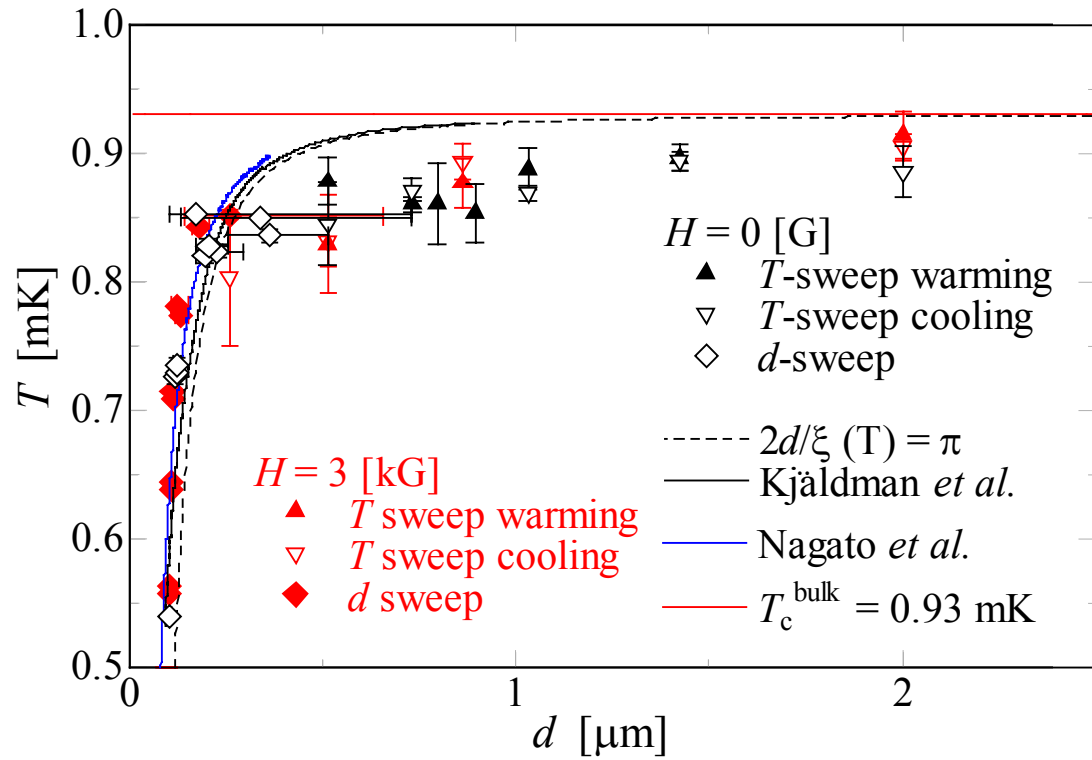 1.0
0.9
0.8
0.7
0.6
0.5
T [mK]
H = 0 [G]
T-sweep warming
T-sweep cooling
d-sweep
2d/ξ (T) = π
Kjäldman et al.
Nagato et al.
T_c^bulk = 0.93 mK
H = 3 [kG]
T sweep warming
T sweep cooling
d sweep
0
1
2
d [μm]